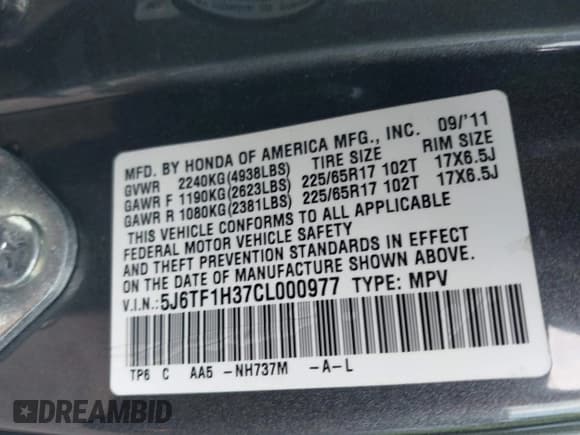 MFD. BY HONDA OF AMERICA MFG., INC. 09/'11
GVWR 2240KG(4938LBS) TIRE SIZE RIM SIZE
GAWR F 1190KG(2623LBS) 225/65R17 102T 17X6.5J
GAWR R 1080KG(2381LBS) 225/65R17 102T 17X6.5J
THIS VEHICLE CONFORMS TO ALL APPLICABLE
FEDERAL MOTOR VEHICLE SAFETY
AND THEFT PREVENTION STANDARDS IN EFFECT
ON THE DATE OF MANUFACTURE SHOWN ABOVE.
V.I.N.:5J6TF1H37CL000977 TYPE: MPV
TP6 C AA5 -NH737M -A-L
DREAMBID